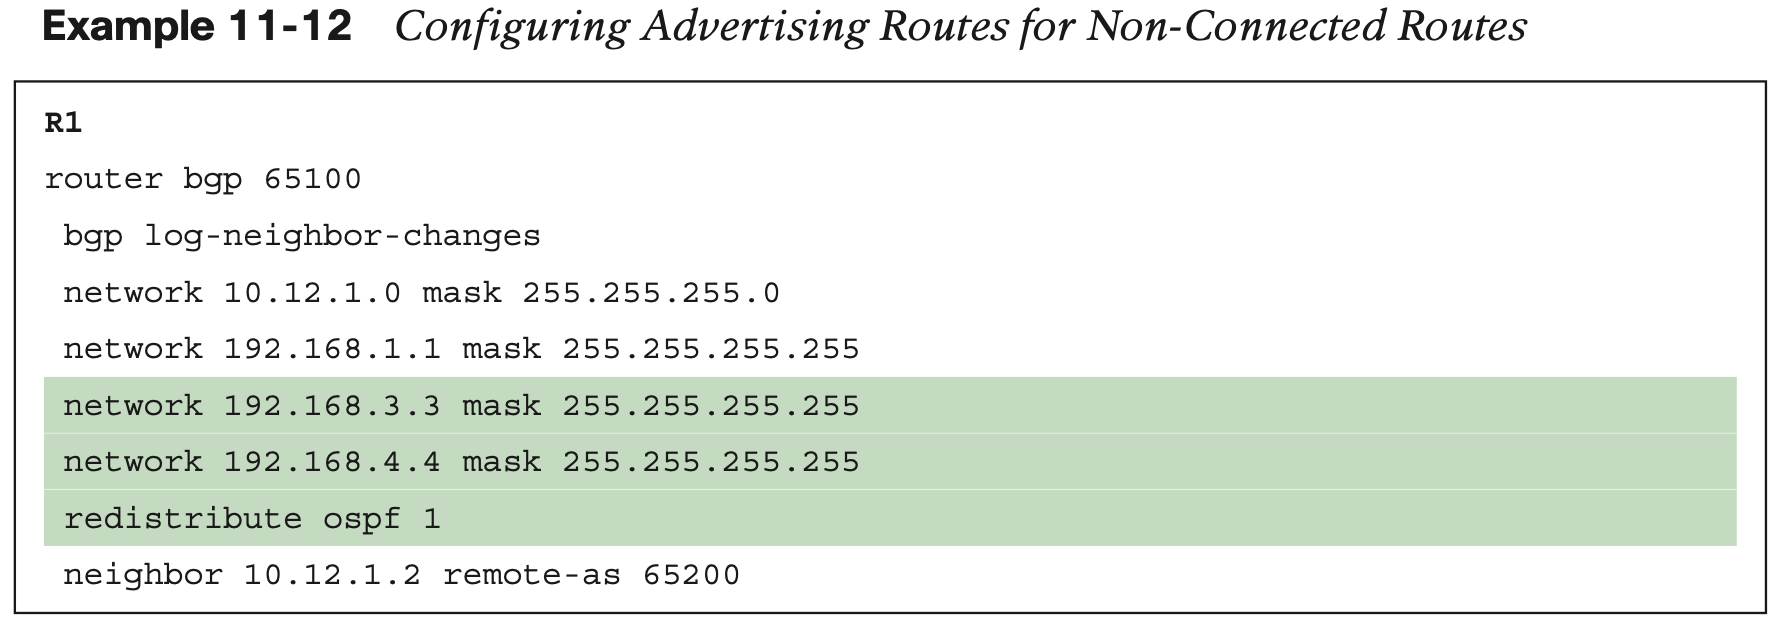 Example 11-12 Configuring Advertising Routes for Non-Connected Routes
R1
router bgp 65100
bgp log-neighbor-changes
network 10.12.1.0 mask 255.255.255.0
network 192.168.1.1 mask 255.255.255.255
network 192.168.3.3 mask 255.255.255.255
network 192.168.4.4 mask 255.255.255.255
redistribute ospf 1
neighbor 10.12.1.2 remote-as 65200